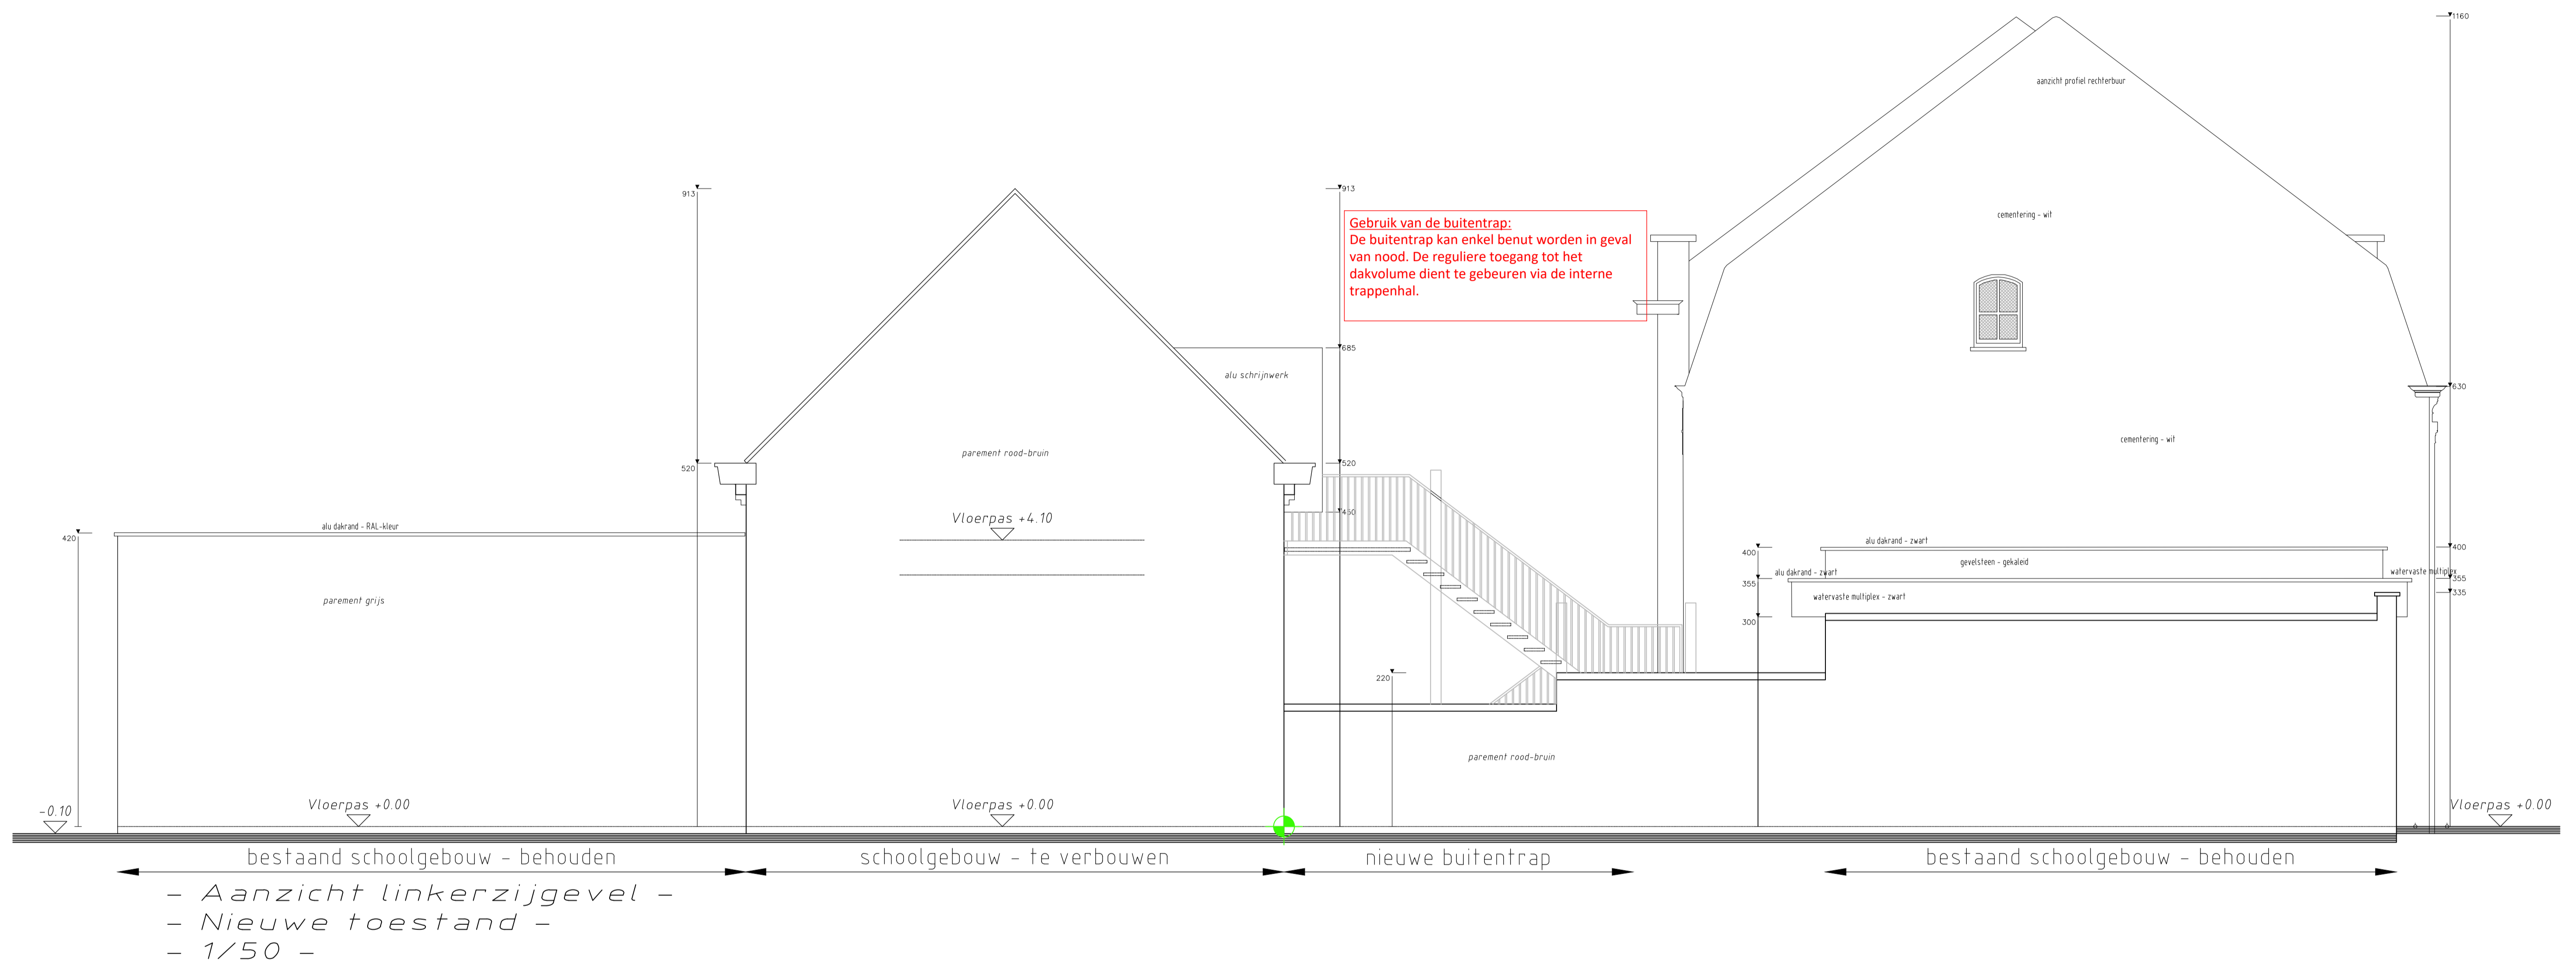 1160
aanzicht profiel rechterbuur
913
913
Gebruik van de buitentrap:
De buitentrap kan enkel benut worden in geval
van nood. De reguliere toegang tot het
dakvolume dient te gebeuren via de interne
trappenhal.
cementering - wit
685
alu schrijnwerk
630
cementering - wit
parement rood-bruin
520
520
450
Vloerpas +4.10
alu dakrand - RAL-kleur
420
alu dakrand - zwart
400
400
gevelsteen - gekaleid
alu dakrand - zwart
watervaste multiplex
355
355
335
watervaste multiplex - zwart
parement grijs
300
220
parement rood-bruin
-0.10
Vloerpas +0.00
Vloerpas +0.00
Vloerpas +0.00
bestaand schoolgebouw - behouden
schoolgebouw - te verbouwen
nieuwe buitentrap
bestaand schoolgebouw - behouden
- Aanzicht linkerzijgevel -
- Nieuwe toestand -
- 1/50 -